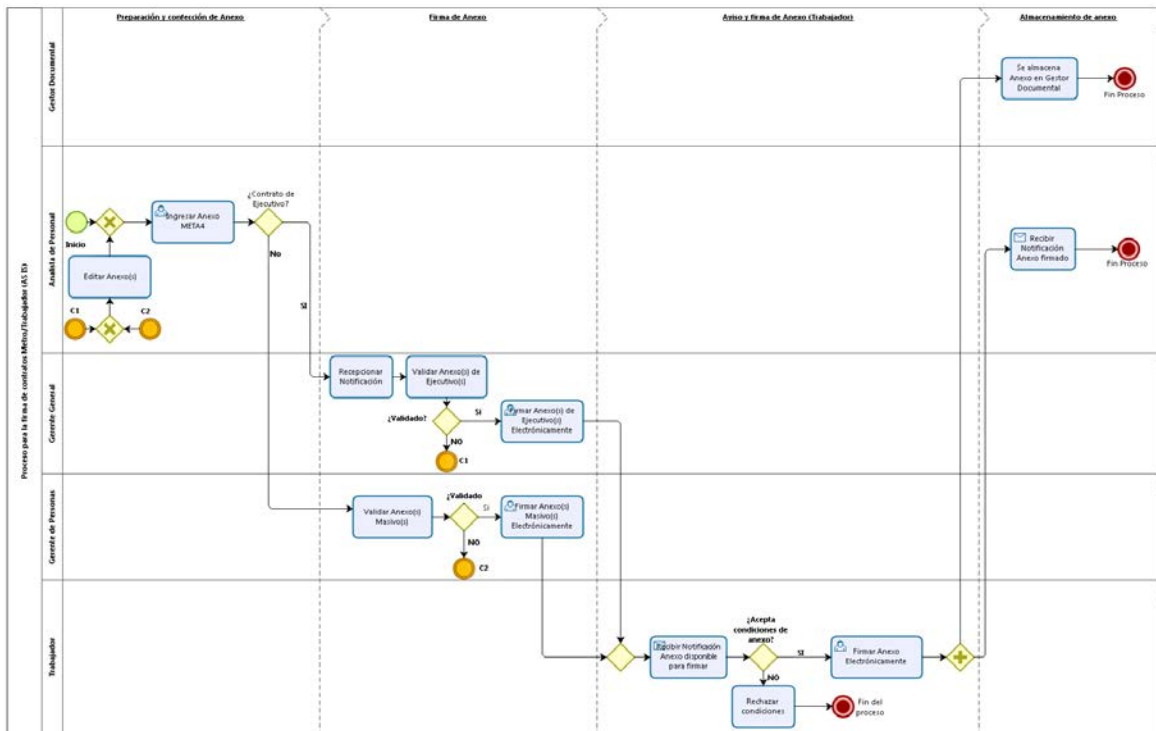 Preparación y confección de Anexo
Firma de Anexo
Aviso y firma de Anexo (Trabajador)
Almacenamiento de anexo
Proceso para la firma de contratos Metro/Trabajador (AS IS)
Gestor Documental
Se almacena
Anexo en Gestor
Documental
Fin Proceso
Analista de Personal
Inicio
Ingresar Anexo
META4
¿Contrato de
Ejecutivo?
No
SI
Editar Anexo(s)
C1
C2
Recibir
Notificación
Anexo firmado
Fin Proceso
Gerente General
Recepcionar
Notificación
Validar Anexo(s) de
Ejecutivo(s)
¿Validado?
SI
NO
C1
Firmar Anexo(s) de
Ejecutivo(s)
Electrónicamente
Gerente de Personas
Validar Anexo(s)
Masivo(s)
¿Validado
Si
NO
C2
Firmar Anexo(s)
Masivo(s)
Electrónicamente
Trabajador
Recibir Notificación
Anexo disponible
para firmar
¿Acepta
condiciones de
anexo?
SI
NO
Firmar Anexo
Electrónicamente
Rechazar
condiciones
Fin del
proceso